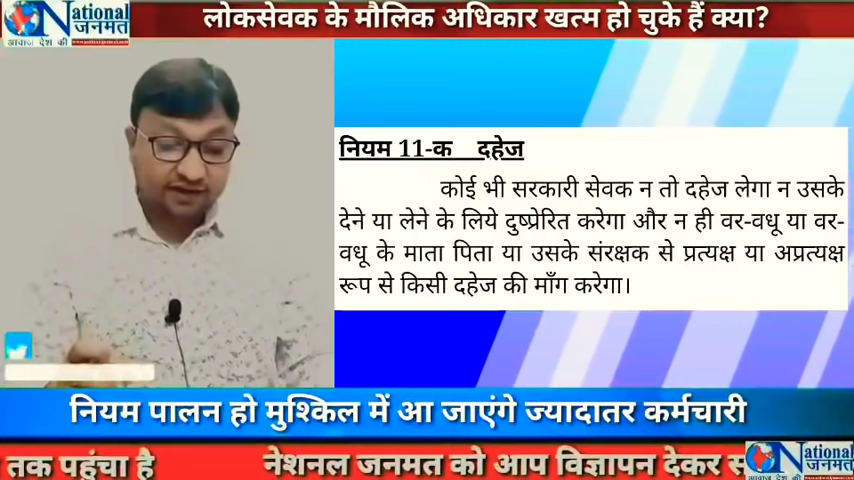 National
जनमत
आवाज देश की
लोकसेवक के मौलिक अधिकार खत्म हो चुके हैं क्या?
नियम 11-क दहेज
कोई भी सरकारी सेवक न तो दहेज लेगा न उसके
देने या लेने के लिये दुष्प्रेरित करेगा और न ही वर-वधू या वर-
वधू के माता पिता या उसके संरक्षक से प्रत्यक्ष या अप्रत्यक्ष
रूप से किसी दहेज की माँग करेगा।
नियम पालन हो मुश्किल में आ जाएंगे ज्यादातर कर्मचारी
तक पहुंचा है नेशनल जनमत को आप विज्ञापन देकर
National
जनमत
आवाज देश की